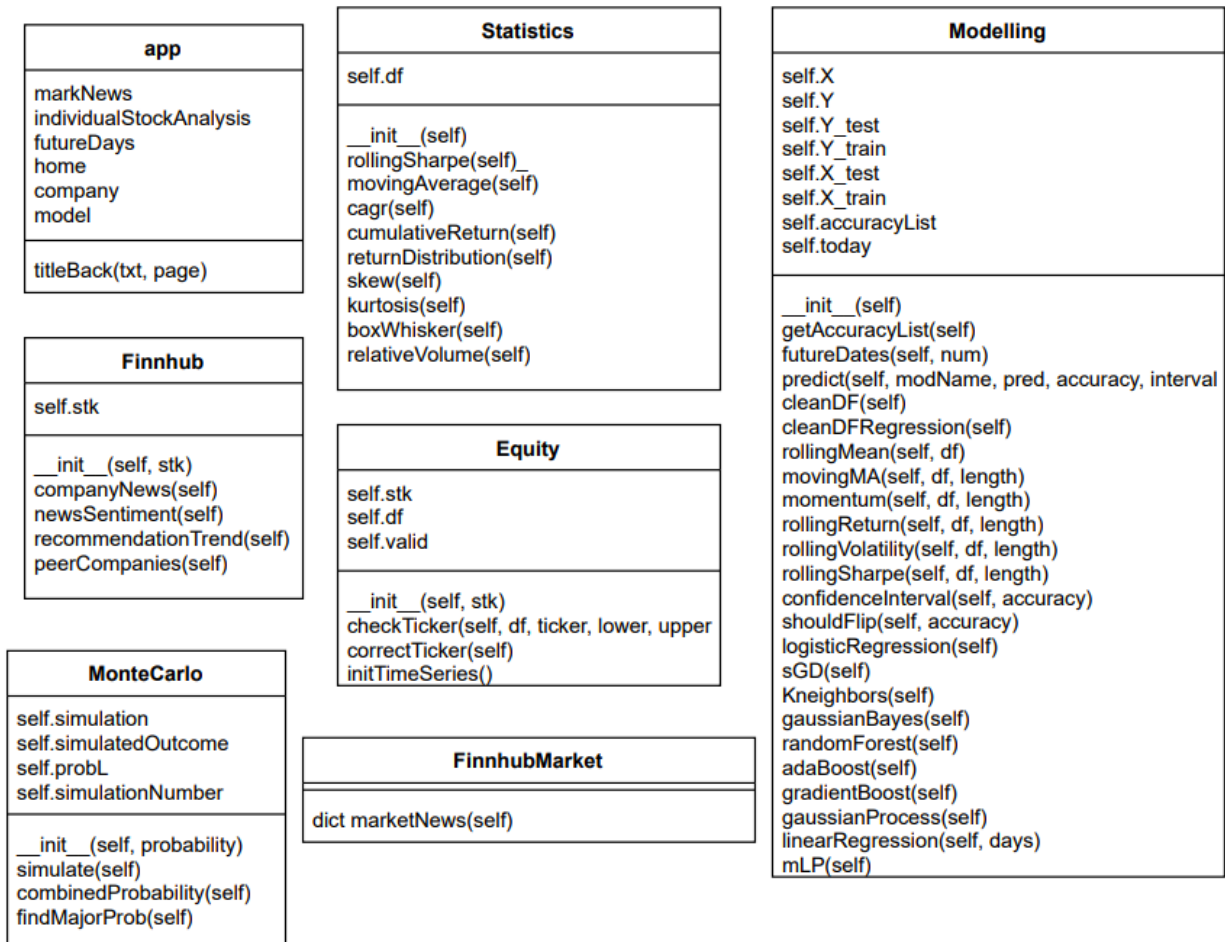 app
markNews
individualStockAnalysis
futureDays
home
company
model
titleBack(txt, page)
Finnhub
self.stk
__init__(self, stk)
companyNews(self)
newsSentiment(self)
recommendationTrend(self)
peerCompanies(self)
MonteCarlo
self.simulation
self.simulatedOutcome
self.probL
self.simulationNumber
__init__(self, probability)
simulate(self)
combinedProbability(self)
findMajorProb(self)
Statistics
self.df
__init__(self)
rollingSharpe(self)_
movingAverage(self)
cagr(self)
cumulativeReturn(self)
returnDistribution(self)
skew(self)
kurtosis(self)
boxWhisker(self)
relativeVolume(self)
Equity
self.stk
self.df
self.valid
__init__(self, stk)
checkTicker(self, df, ticker, lower, upper
correctTicker(self)
initTimeSeries()
FinnhubMarket
dict marketNews(self)
Modelling
self.X
self.Y
self.Y_test
self.Y_train
self.X_test
self.X_train
self.accuracyList
self.today
__init__(self)
getAccuracyList(self)
futureDates(self, num)
predict(self, modName, pred, accuracy, interval
cleanDF(self)
cleanDFRegression(self)
rollingMean(self, df)
movingMA(self, df, length)
momentum(self, df, length)
rollingReturn(self, df, length)
rollingVolatility(self, df, length)
rollingSharpe(self, df, length)
confidenceInterval(self, accuracy)
shouldFlip(self, accuracy)
logisticRegression(self)
sGD(self)
Kneighbors(self)
gaussianBayes(self)
randomForest(self)
adaBoost(self)
gradientBoost(self)
gaussianProcess(self)
linearRegression(self, days)
mLP(self)